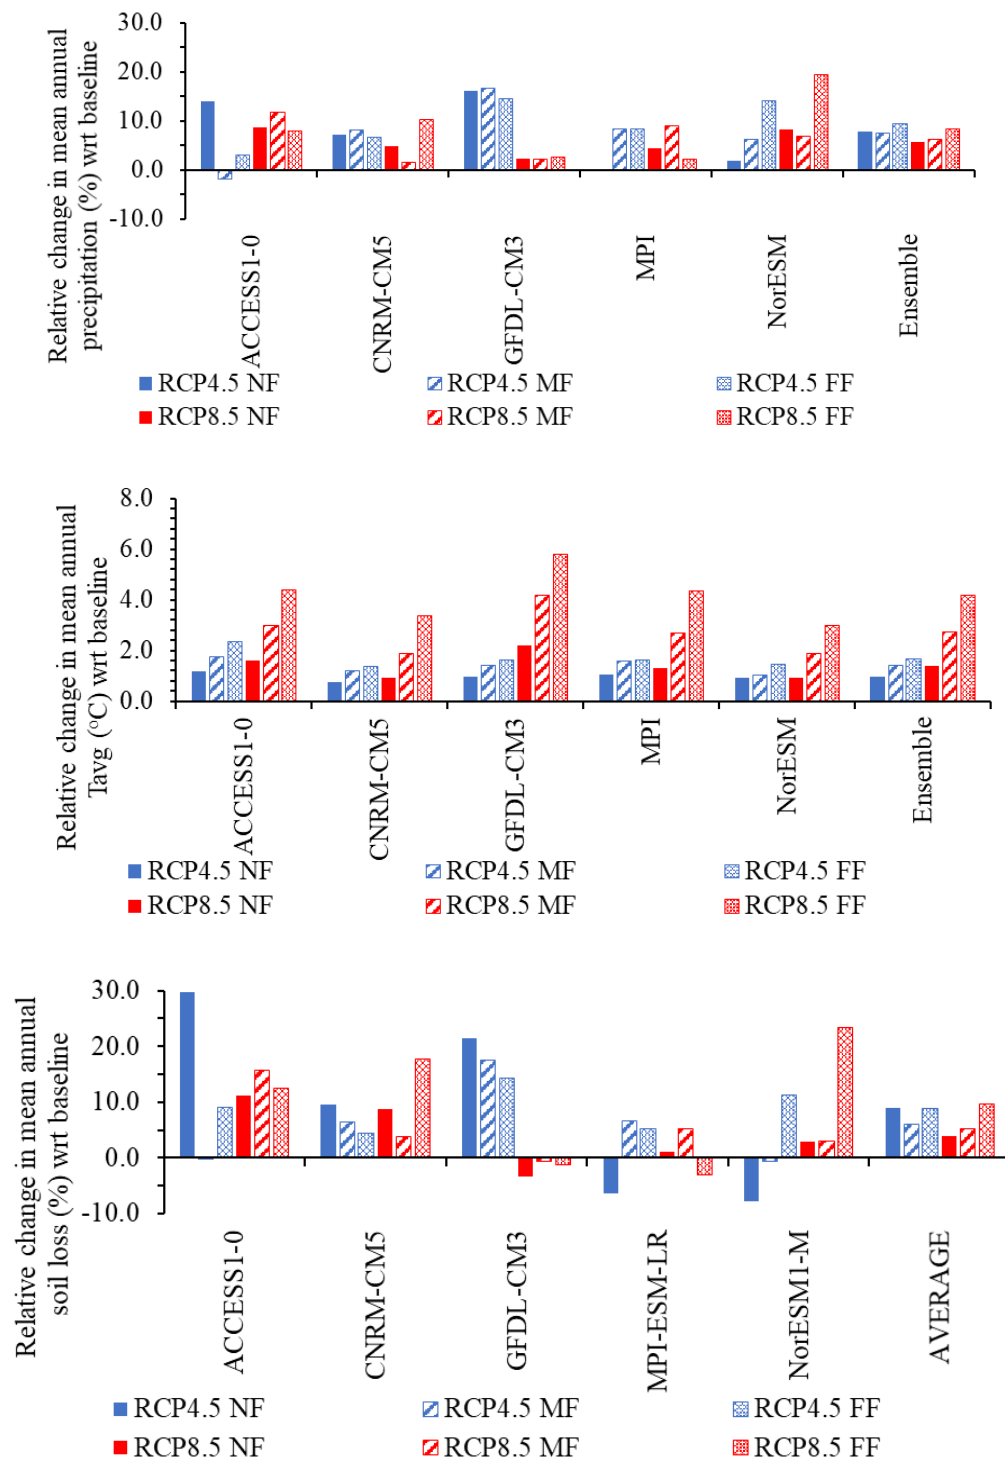 Relative change in mean annual
precipitation (%) wrt baseline
30.0
20.0
10.0
0.0
-10.0
ACCESS1-0
CNRM-CM5
GFDL-CM3
MPI
NorESM
Ensemble
RCP4.5 NF
RCP4.5 MF
RCP4.5 FF
RCP8.5 NF
RCP8.5 MF
RCP8.5 FF
Relative change in mean annual
Tavg (°C) wrt baseline
8.0
6.0
4.0
2.0
0.0
ACCESS1-0
CNRM-CM5
GFDL-CM3
MPI
NorESM
Ensemble
RCP4.5 NF
RCP4.5 MF
RCP4.5 FF
RCP8.5 NF
RCP8.5 MF
RCP8.5 FF
Relative change in mean annual
soil loss (%) wrt baseline
30.0
20.0
10.0
0.0
-10.0
ACCESS1-0
CNRM-CM5
GFDL-CM3
MPI-ESM-LR
NorESM1-M
AVERAGE
RCP4.5 NF
RCP4.5 MF
RCP4.5 FF
RCP8.5 NF
RCP8.5 MF
RCP8.5 FF